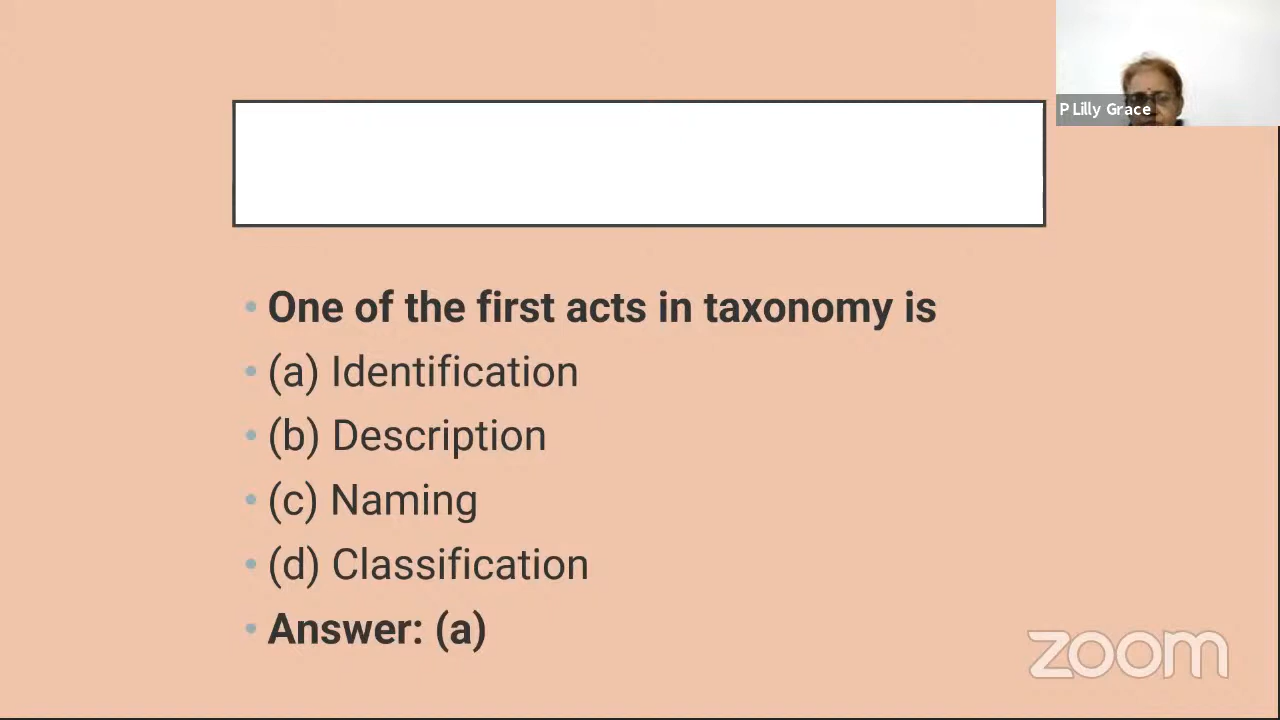 P Lilly Grace
One of the first acts in taxonomy is
(a) Identification
(b) Description
(c) Naming
(d) Classification
Answer: (a)
zoom